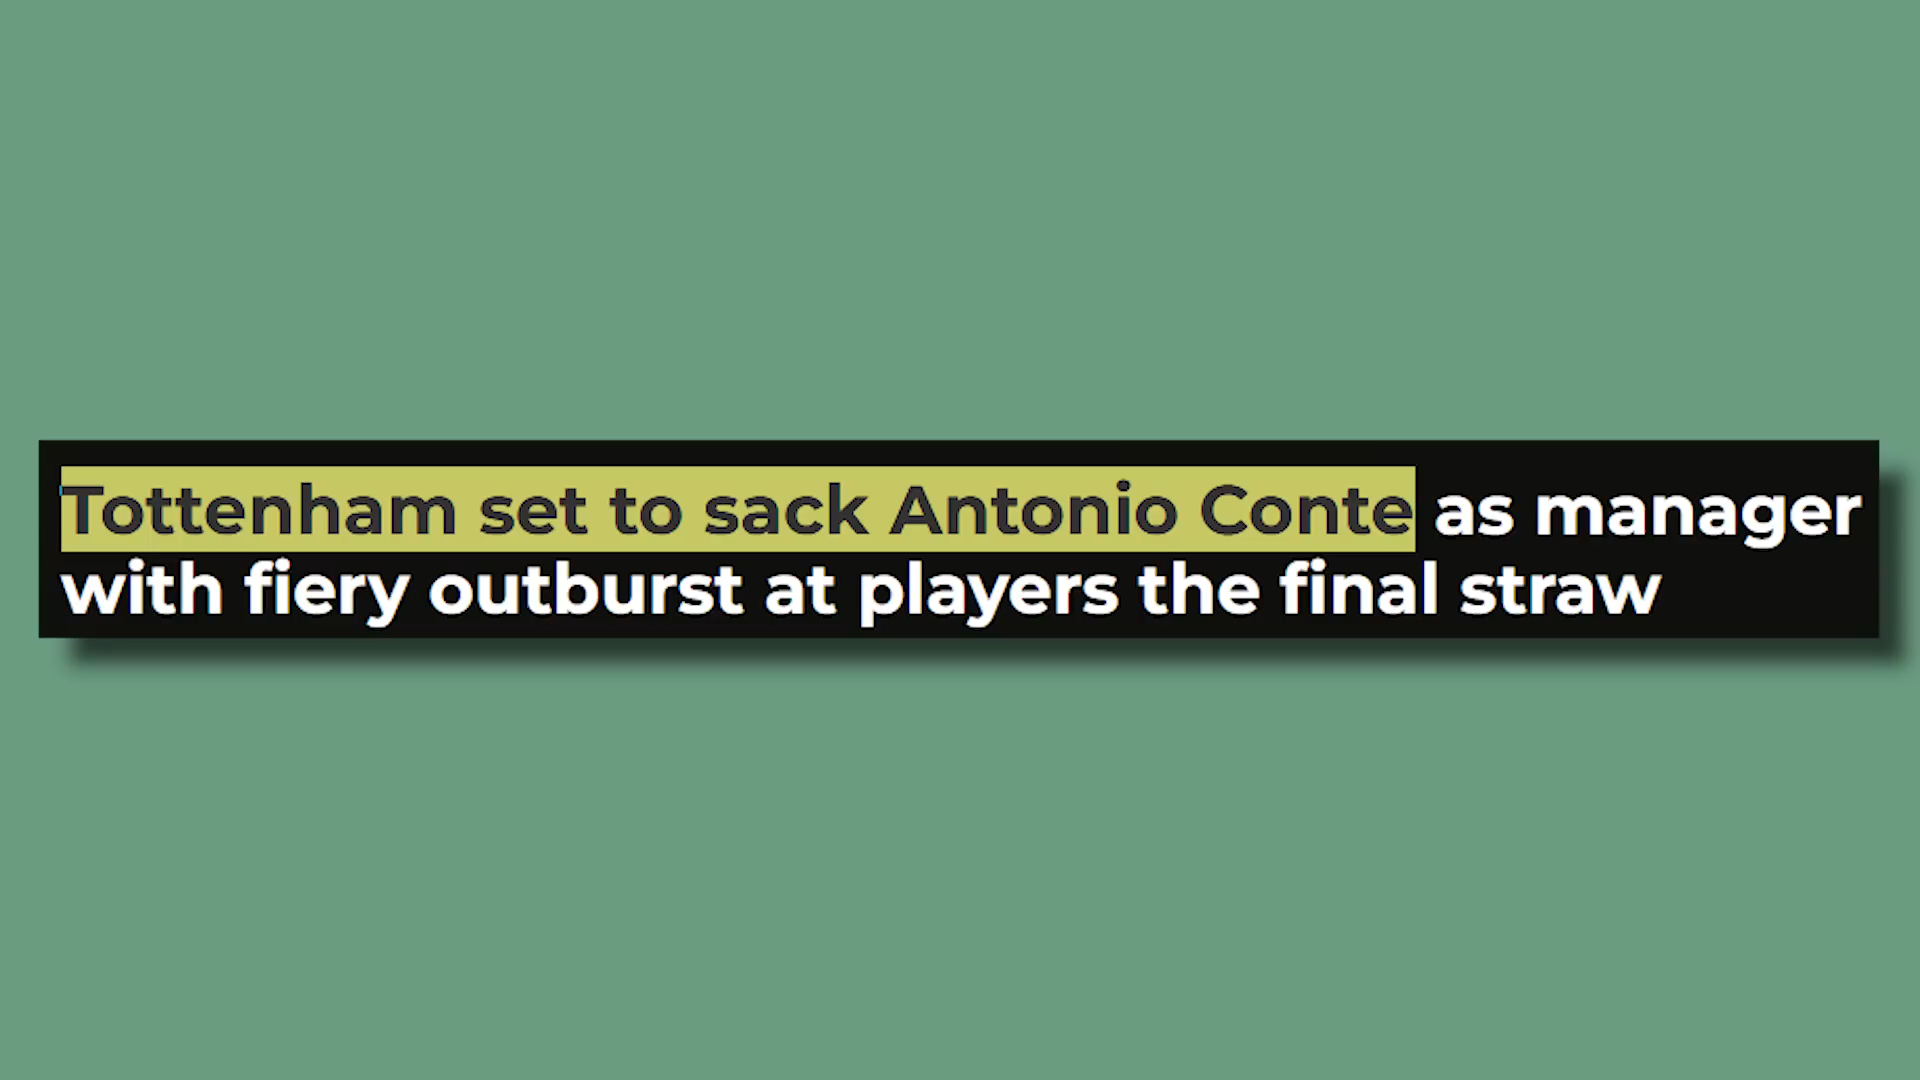 Tottenham set to sack Antonio Conte as manager
with fiery outburst at players the final straw